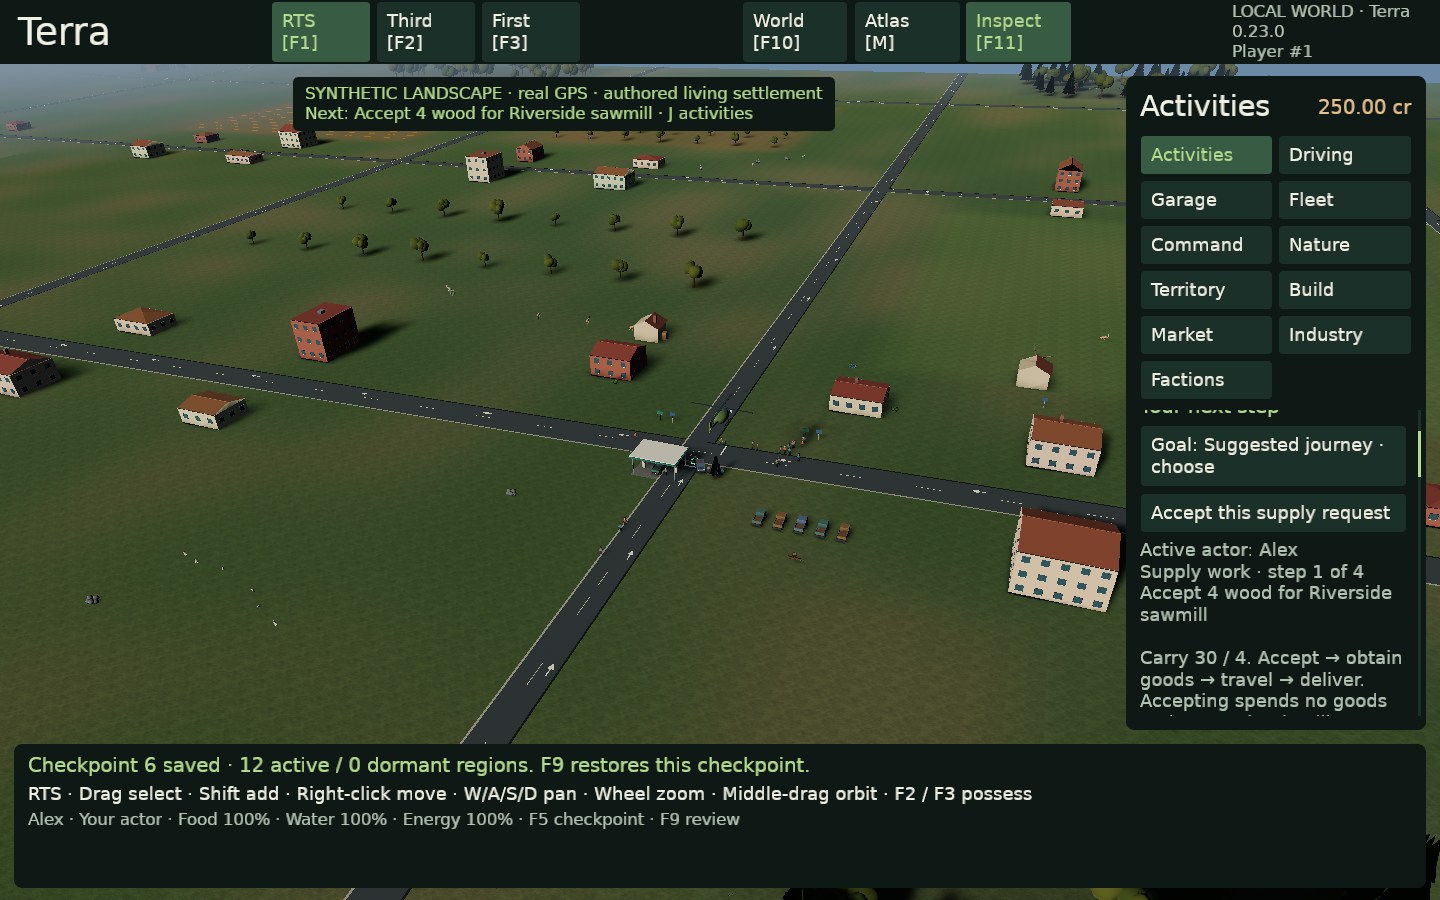 Terra
RTS
[F1]
Third
[F2]
First
[F3]
World
[F10]
Atlas
[M]
Inspect
[F11]
LOCAL WORLD · Terra
0.23.0
Player #1
SYNTHETIC LANDSCAPE · real GPS · authored living settlement
Next: Accept 4 wood for Riverside sawmill · J activities
Activities
250.00 cr
Activities
Driving
Garage
Fleet
Command
Nature
Territory
Build
Market
Industry
Factions
Your next step
Goal: Suggested journey ·
choose
Accept this supply request
Active actor: Alex
Supply work · step 1 of 4
Accept 4 wood for Riverside
sawmill
Carry 30 / 4. Accept → obtain
goods → travel → deliver.
Accepting spends no goods
Checkpoint 6 saved · 12 active / 0 dormant regions. F9 restores this checkpoint.
RTS · Drag select · Shift add · Right-click move · W/A/S/D pan · Wheel zoom · Middle-drag orbit · F2 / F3 possess
Alex · Your actor · Food 100% · Water 100% · Energy 100% · F5 checkpoint · F9 review